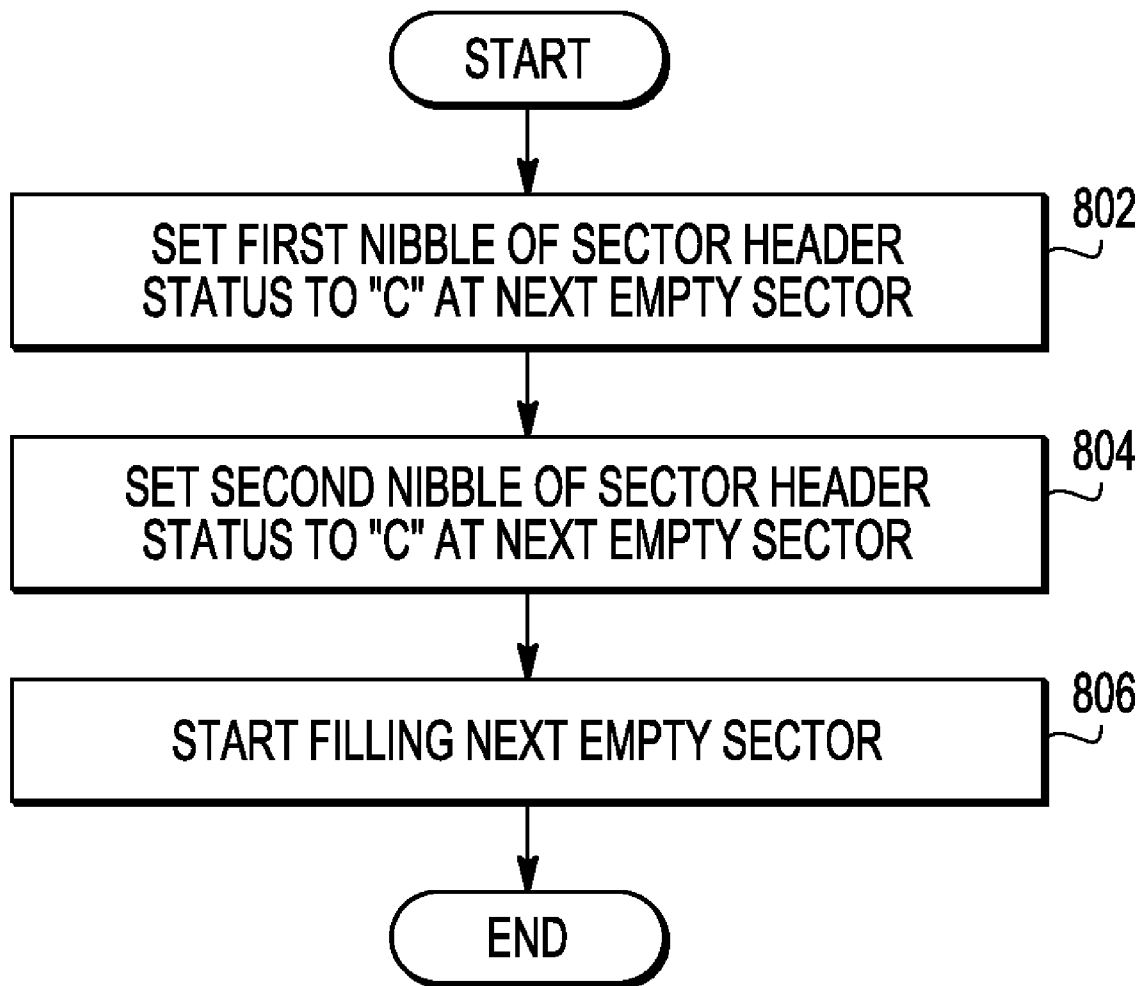 START
802
SET FIRST NIBBLE OF SECTOR HEADER
STATUS TO "C" AT NEXT EMPTY SECTOR
804
SET SECOND NIBBLE OF SECTOR HEADER
STATUS TO "C" AT NEXT EMPTY SECTOR
806
START FILLING NEXT EMPTY SECTOR
END